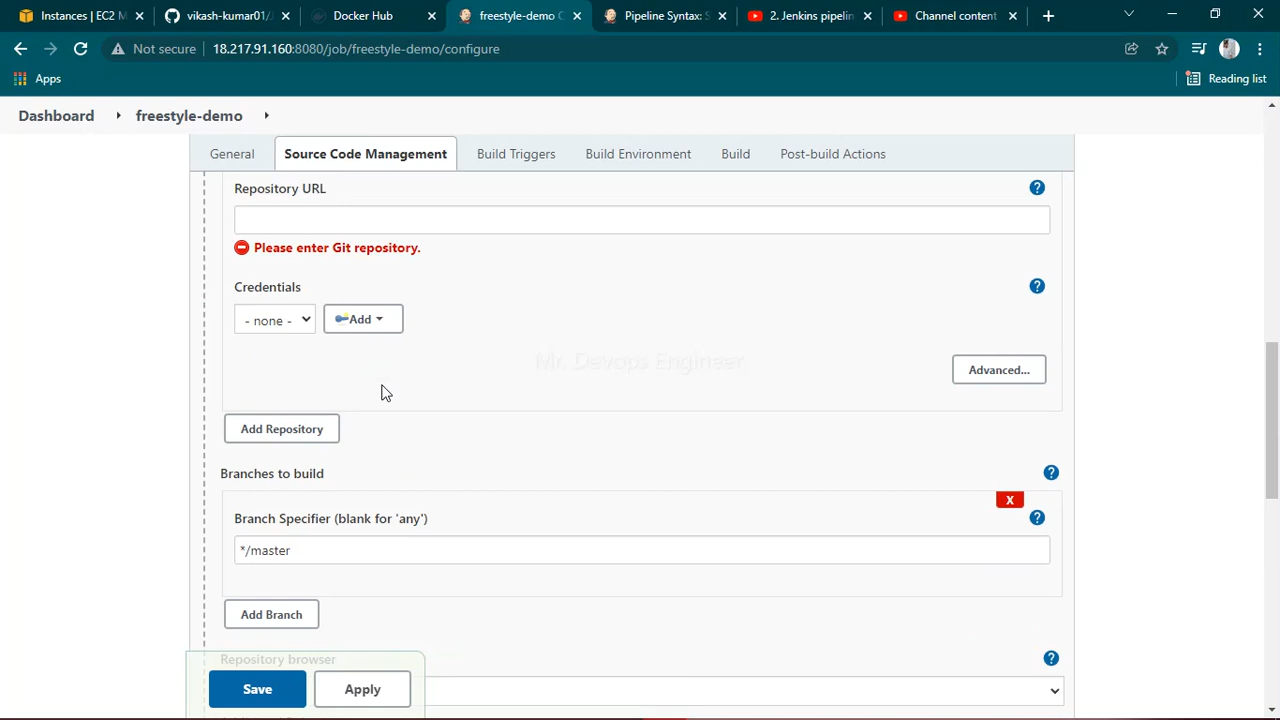 Instances | EC2 M
vikash-kumar01/J
Docker Hub
freestyle-demo C
Pipeline Syntax: S
2. Jenkins pipelin
Channel content
Not secure
18.217.91.160:8080/job/freestyle-demo/configure
Apps
Reading list
Dashboard
freestyle-demo
General
Source Code Management
Build Triggers
Build Environment
Build
Post-build Actions
Repository URL
Please enter Git repository.
Credentials
- none -
Add
Mr. Devops Engineer
Advanced...
Add Repository
Branches to build
X
Branch Specifier (blank for 'any')
*/master
Add Branch
Repository browser
Save
Apply